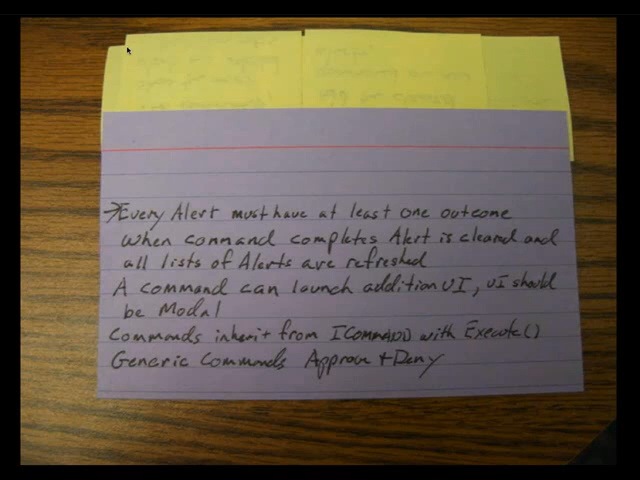 →Every Alert must have at least one outcome
when command completes Alert is cleared and
all lists of Alerts are refreshed
A command can launch addition UI, UI should
be Modal
Commands inherit from ICOMMAND with Execute()
Generic Commands Approve + Deny